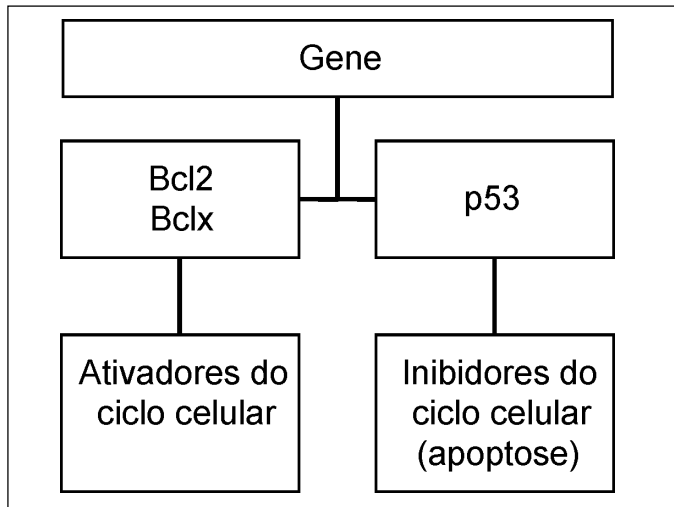 Gene
Bcl2
Bclx
p53
Ativadores do
ciclo celular
Inibidores do
ciclo celular
(apoptose)